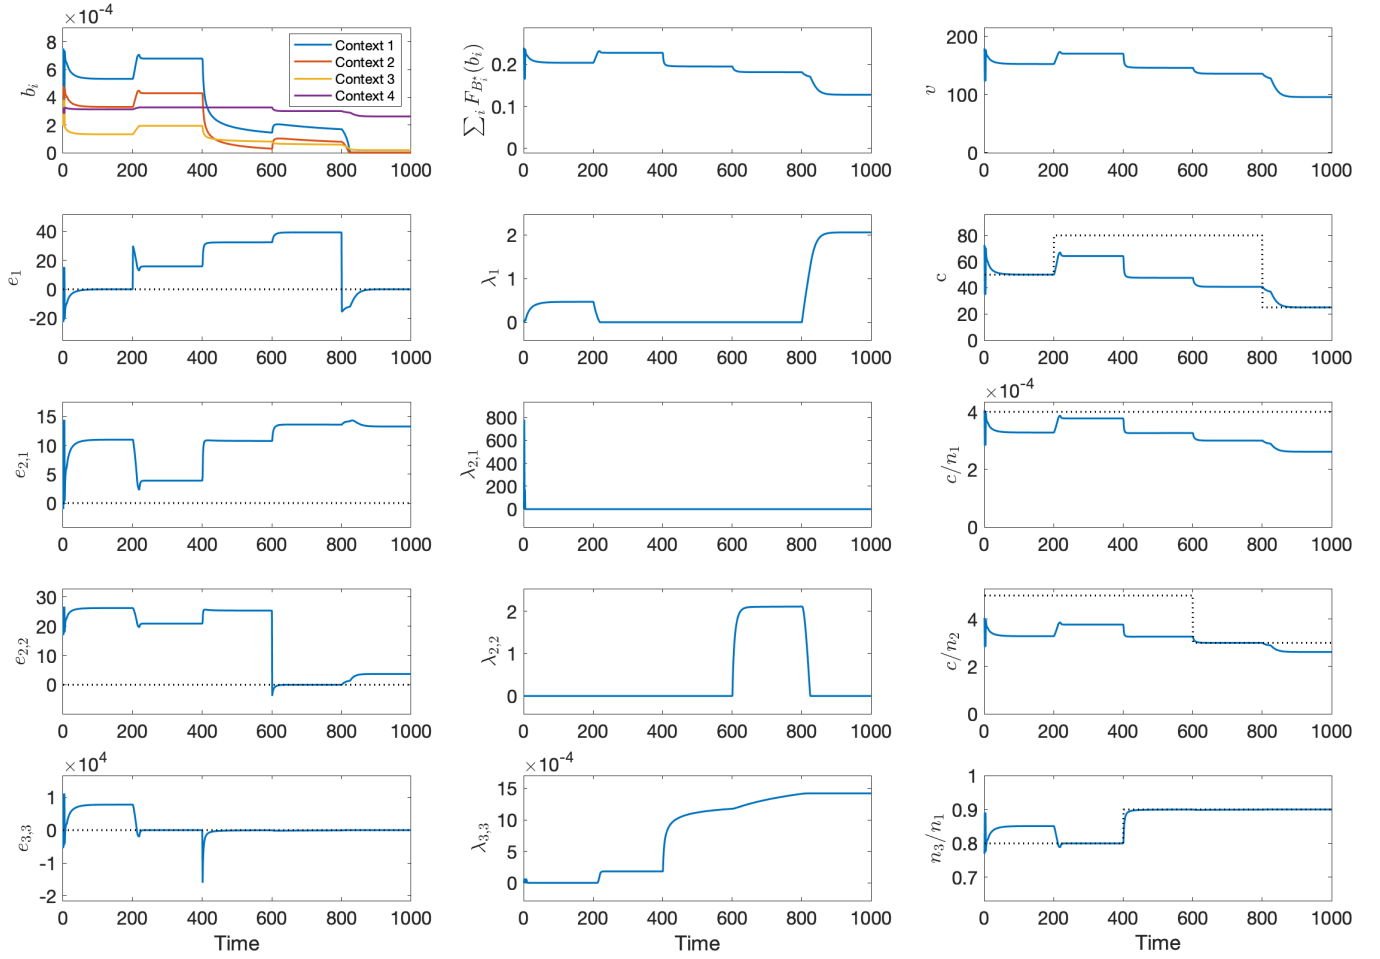 ×10⁻⁴
8
6
4
2
0
b_i
Context 1
Context 2
Context 3
Context 4
0 200 400 600 800 1000
0.2
0.1
0
∑_i F_{B_i^*}(b_i)
0 200 400 600 800 1000
200
100
0
v
0 200 400 600 800 1000
40
20
0
-20
e_1
0 200 400 600 800 1000
2
1
0
λ_1
0 200 400 600 800 1000
80
60
40
20
0
c
0 200 400 600 800 1000
15
10
5
0
e_{2,1}
0 200 400 600 800 1000
800
600
400
200
0
λ_{2,1}
0 200 400 600 800 1000
×10⁻⁴
4
2
0
c/n_1
0 200 400 600 800 1000
30
20
10
0
e_{2,2}
0 200 400 600 800 1000
2
1
0
λ_{2,2}
0 200 400 600 800 1000
4
2
0
c/n_2
0 200 400 600 800 1000
×10⁴
1
0
-1
-2
e_{3,3}
0 200 400 600 800 1000
Time
×10⁻⁴
15
10
5
0
λ_{3,3}
0 200 400 600 800 1000
Time
1
0.9
0.8
0.7
n_3/n_1
0 200 400 600 800 1000
Time